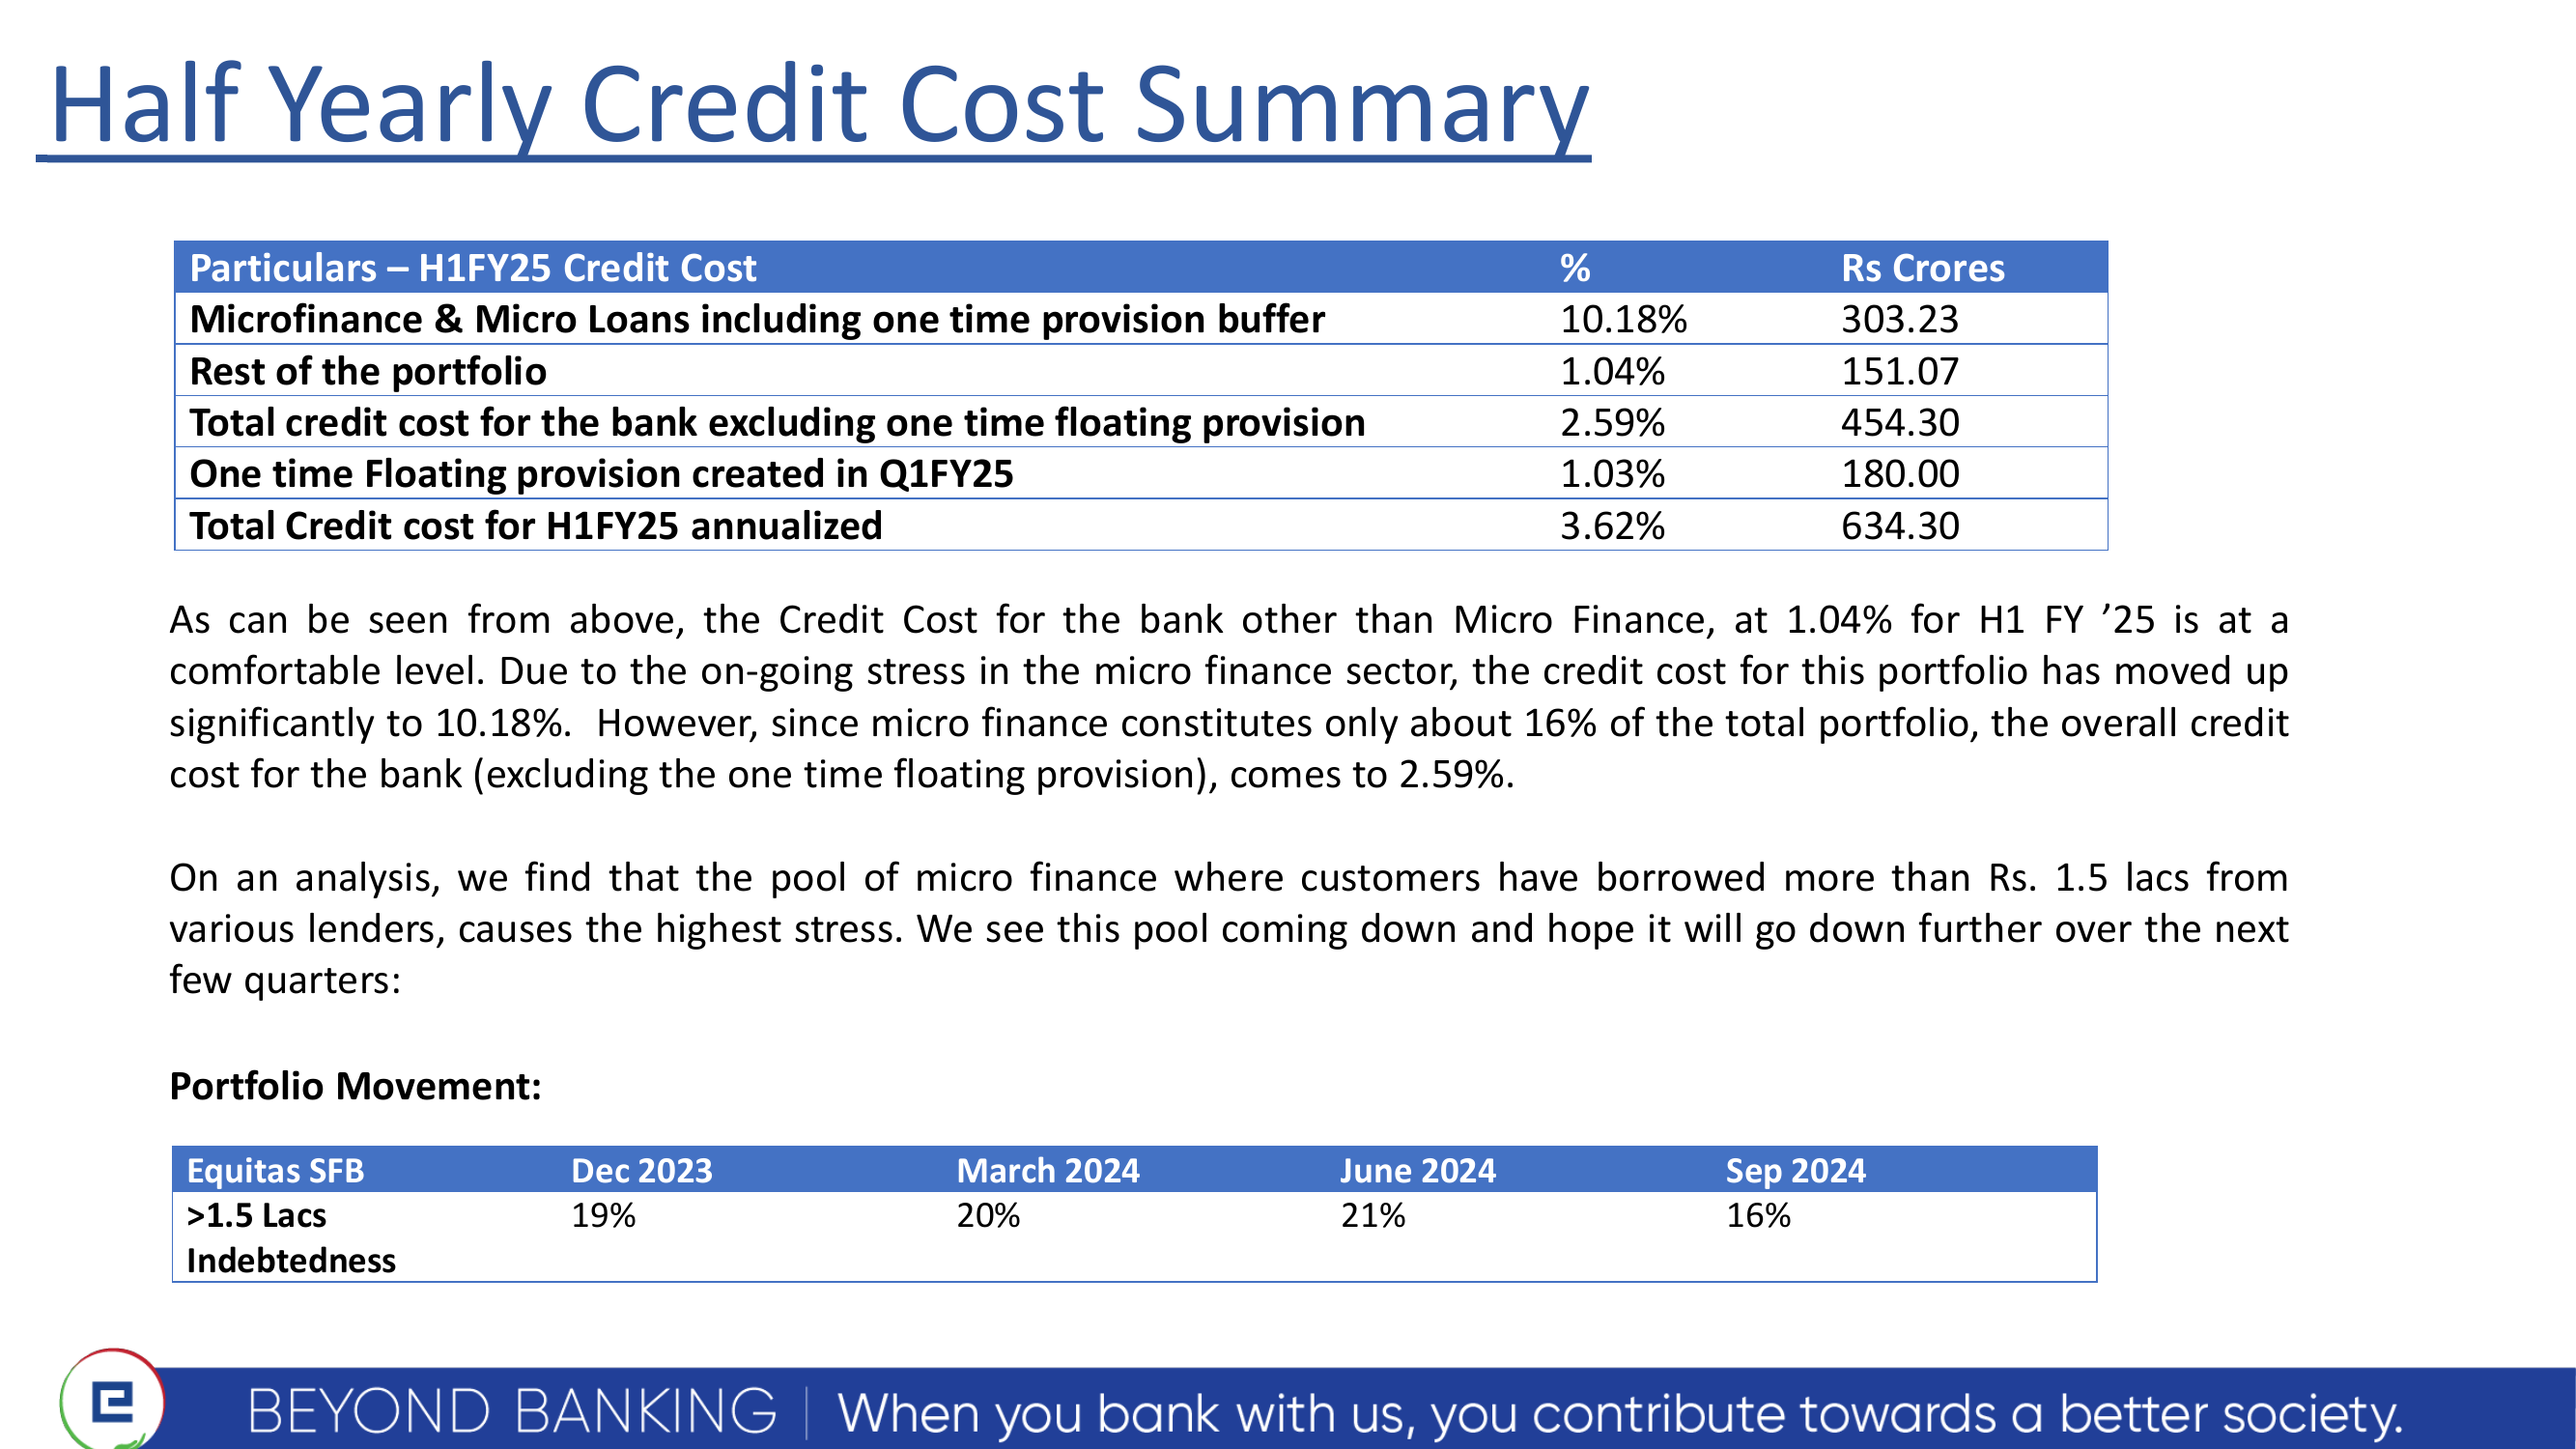 Half Yearly Credit Cost Summary
Particulars – H1FY25 Credit Cost % Rs Crores
Microfinance & Micro Loans including one time provision buffer 10.18% 303.23
Rest of the portfolio 1.04% 151.07
Total credit cost for the bank excluding one time floating provision 2.59% 454.30
One time Floating provision created in Q1FY25 1.03% 180.00
Total Credit cost for H1FY25 annualized 3.62% 634.30
As can be seen from above, the Credit Cost for the bank other than Micro Finance, at 1.04% for H1 FY ’25 is at a
comfortable level. Due to the on-going stress in the micro finance sector, the credit cost for this portfolio has moved up
significantly to 10.18%. However, since micro finance constitutes only about 16% of the total portfolio, the overall credit
cost for the bank (excluding the one time floating provision), comes to 2.59%.
On an analysis, we find that the pool of micro finance where customers have borrowed more than Rs. 1.5 lacs from
various lenders, causes the highest stress. We see this pool coming down and hope it will go down further over the next
few quarters:
Portfolio Movement:
Equitas SFB Dec 2023 March 2024 June 2024 Sep 2024
>1.5 Lacs 19% 20% 21% 16%
Indebtedness
BEYOND BANKING | When you bank with us, you contribute towards a better society.